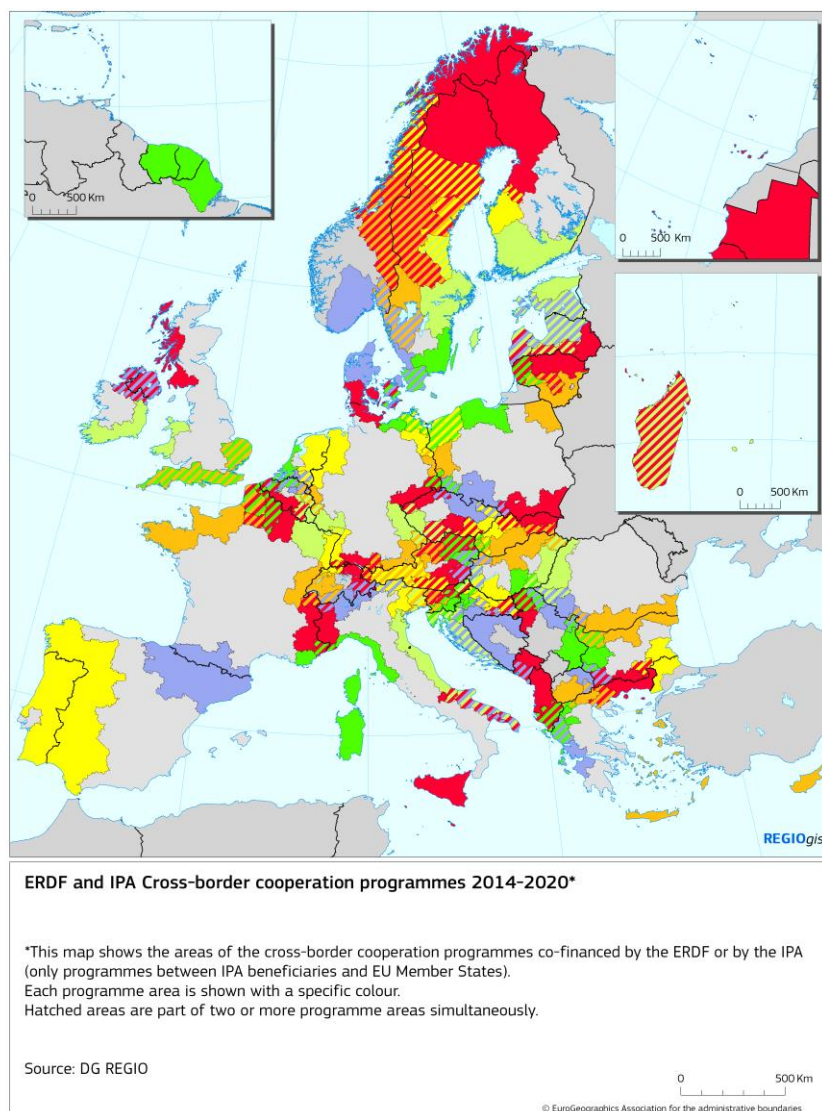 0 500 Km
0 500 Km
0 500 Km
REGIOgis
ERDF and IPA Cross-border cooperation programmes 2014-2020*
*This map shows the areas of the cross-border cooperation programmes co-financed by the ERDF or by the IPA
(only programmes between IPA beneficiaries and EU Member States).
Each programme area is shown with a specific colour.
Hatched areas are part of two or more programme areas simultaneously.
Source: DG REGIO
0 500 Km
© EuroGeographics Association for the administrative boundaries